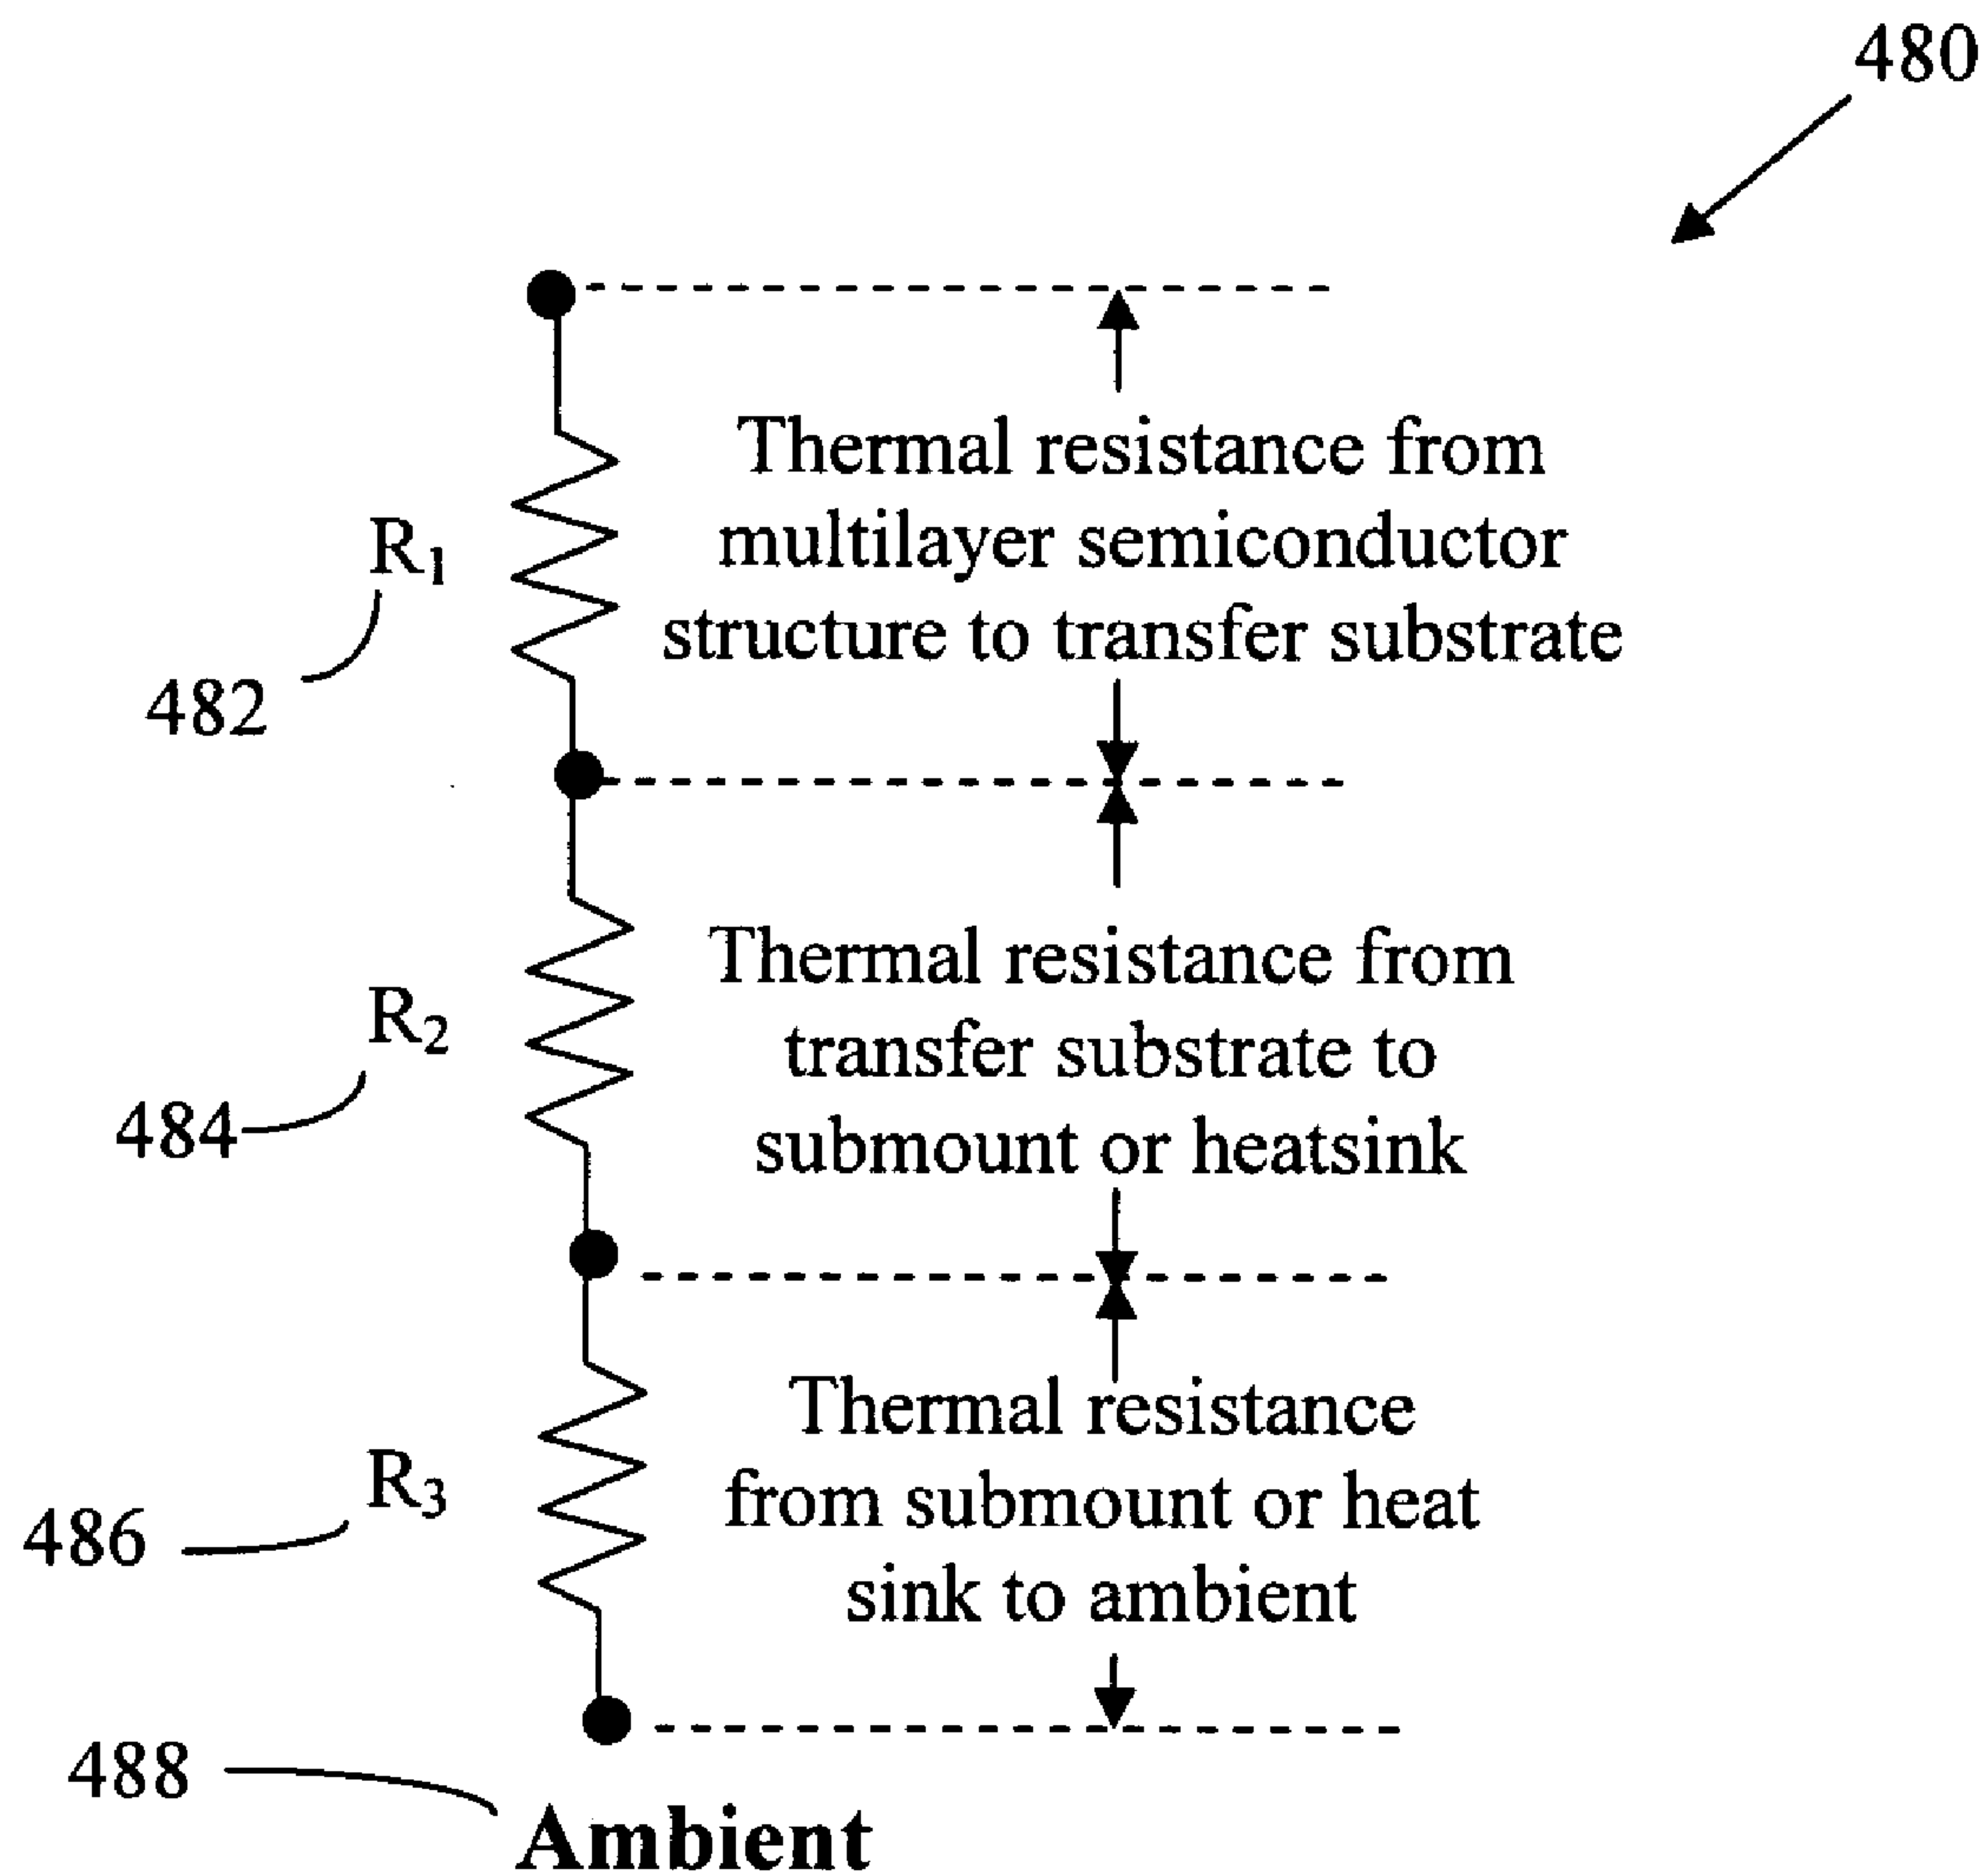 480
Thermal resistance from
multilayer semiconductor
structure to transfer substrate
R1
482
Thermal resistance from
transfer substrate to
submount or heatsink
R2
484
Thermal resistance
from submount or heat
sink to ambient
R3
486
488
Ambient